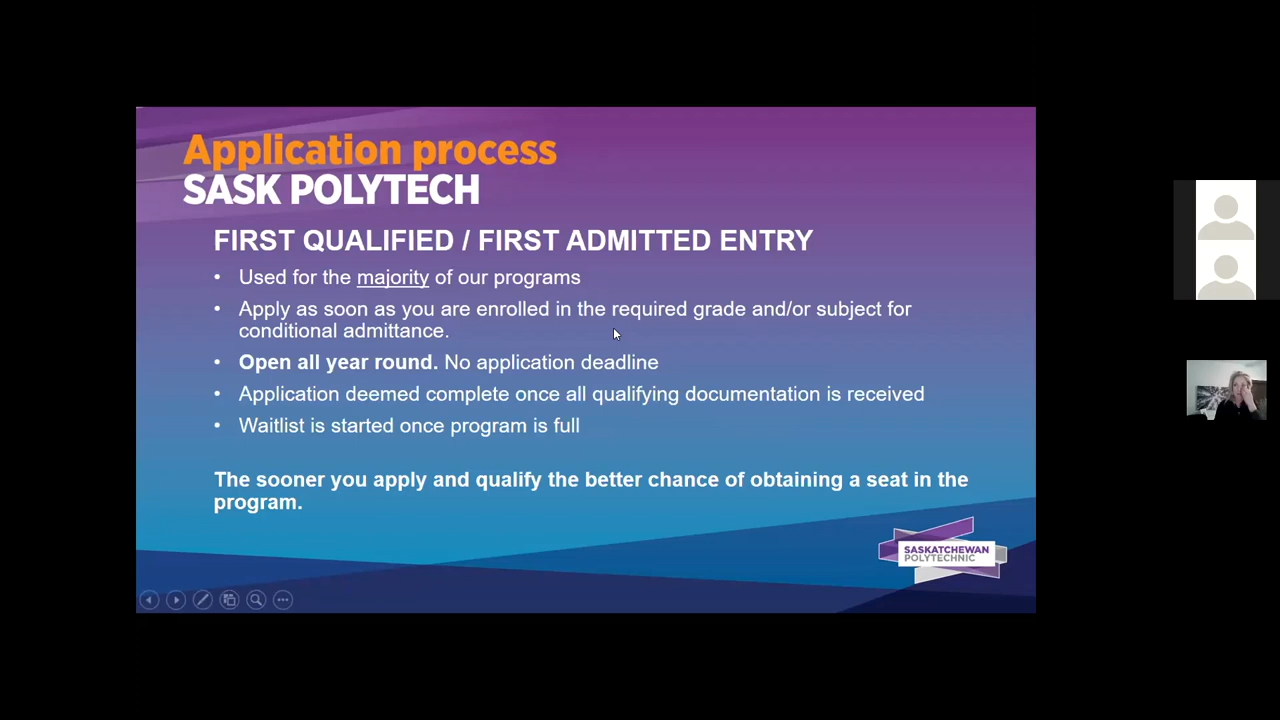 Application process
SASK POLYTECH
FIRST QUALIFIED / FIRST ADMITTED ENTRY
• Used for the majority of our programs
• Apply as soon as you are enrolled in the required grade and/or subject for
conditional admittance.
• Open all year round. No application deadline
• Application deemed complete once all qualifying documentation is received
• Waitlist is started once program is full
The sooner you apply and qualify the better chance of obtaining a seat in the
program.
SASKATCHEWAN
POLYTECHNIC